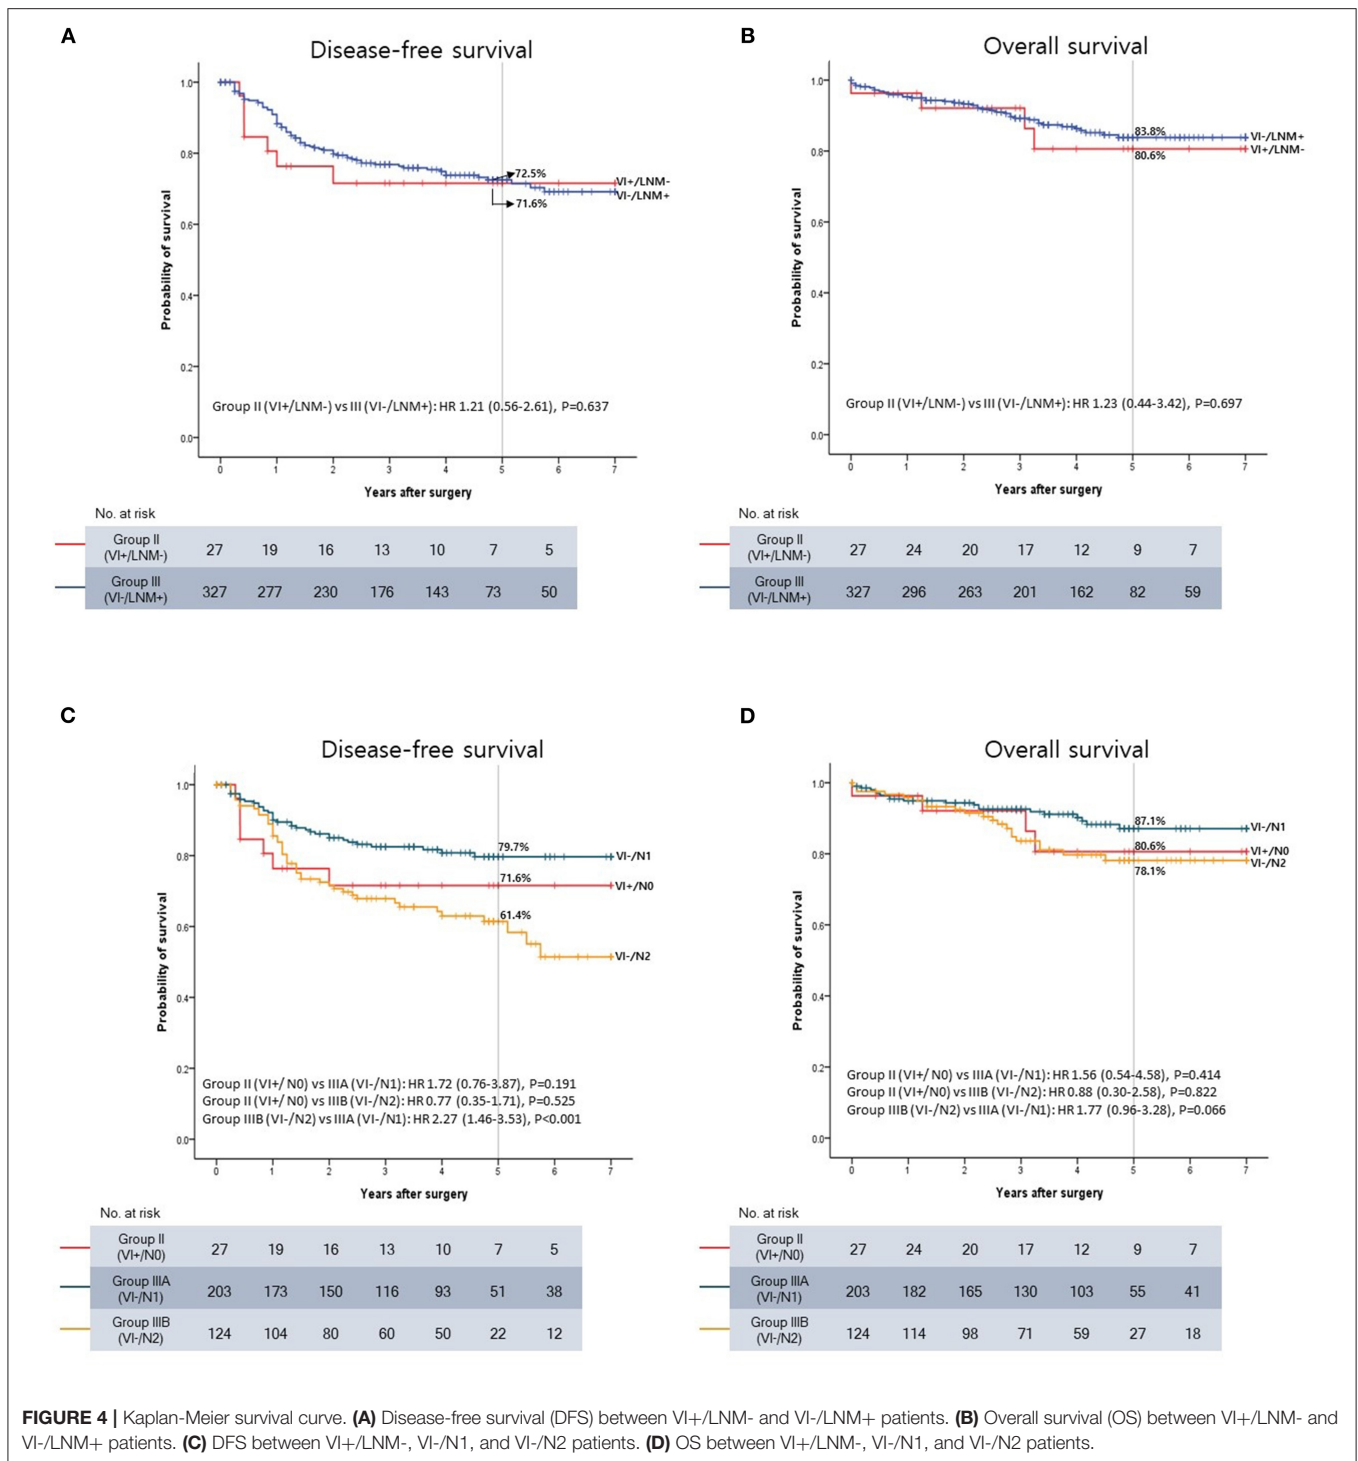 A
Disease-free survival
Probability of survival
1.0
0.8
0.6
0.4
0.2
0.0
72.5%
71.6%
VI+/LNM-
VI-/LNM+
Group II (VI+/LNM-) vs III (VI-/LNM+): HR 1.21 (0.56-2.61), P=0.637
0 1 2 3 4 5 6 7
Years after surgery
No. at risk
Group II (VI+/LNM-) 27 19 16 13 10 7 5
Group III (VI-/LNM+) 327 277 230 176 143 73 50
B
Overall survival
Probability of survival
1.0
0.8
0.6
0.4
0.2
0.0
83.8%
80.6%
VI-/LNM+
VI+/LNM-
Group II (VI+/LNM-) vs III (VI-/LNM+): HR 1.23 (0.44-3.42), P=0.697
0 1 2 3 4 5 6 7
Years after surgery
No. at risk
Group II (VI+/LNM-) 27 24 20 17 12 9 7
Group III (VI-/LNM+) 327 296 263 201 162 82 59
C
Disease-free survival
Probability of survival
1.0
0.8
0.6
0.4
0.2
0.0
79.7%
71.6%
61.4%
VI-/N1
VI+/N0
VI-/N2
Group II (VI+/ N0) vs IIIA (VI-/N1): HR 1.72 (0.76-3.87), P=0.191
Group II (VI+/ N0) vs IIIB (VI-/N2): HR 0.77 (0.35-1.71), P=0.525
Group IIIB (VI-/N2) vs IIIA (VI-/N1): HR 2.27 (1.46-3.53), P<0.001
0 1 2 3 4 5 6 7
Years after surgery
No. at risk
Group II (VI+/N0) 27 19 16 13 10 7 5
Group IIIA (VI-/N1) 203 173 150 116 93 51 38
Group IIIB (VI-/N2) 124 104 80 60 50 22 12
D
Overall survival
Probability of survival
1.0
0.8
0.6
0.4
0.2
0.0
87.1%
80.6%
78.1%
VI-/N1
VI+/N0
VI-/N2
Group II (VI+/ N0) vs IIIA (VI-/N1): HR 1.56 (0.54-4.58), P=0.414
Group II (VI+/N0) vs IIIB (VI-/N2): HR 0.88 (0.30-2.58), P=0.822
Group IIIB (VI-/N2) vs IIIA (VI-/N1): HR 1.77 (0.96-3.28), P=0.066
0 1 2 3 4 5 6 7
Years after surgery
No. at risk
Group II (VI+/N0) 27 24 20 17 12 9 7
Group IIIA (VI-/N1) 203 182 165 130 103 55 41
Group IIIB (VI-/N2) 124 114 98 71 59 27 18
FIGURE 4 | Kaplan-Meier survival curve. (A) Disease-free survival (DFS) between VI+/LNM- and VI-/LNM+ patients. (B) Overall survival (OS) between VI+/LNM- and
VI-/LNM+ patients. (C) DFS between VI+/LNM-, VI-/N1, and VI-/N2 patients. (D) OS between VI+/LNM-, VI-/N1, and VI-/N2 patients.